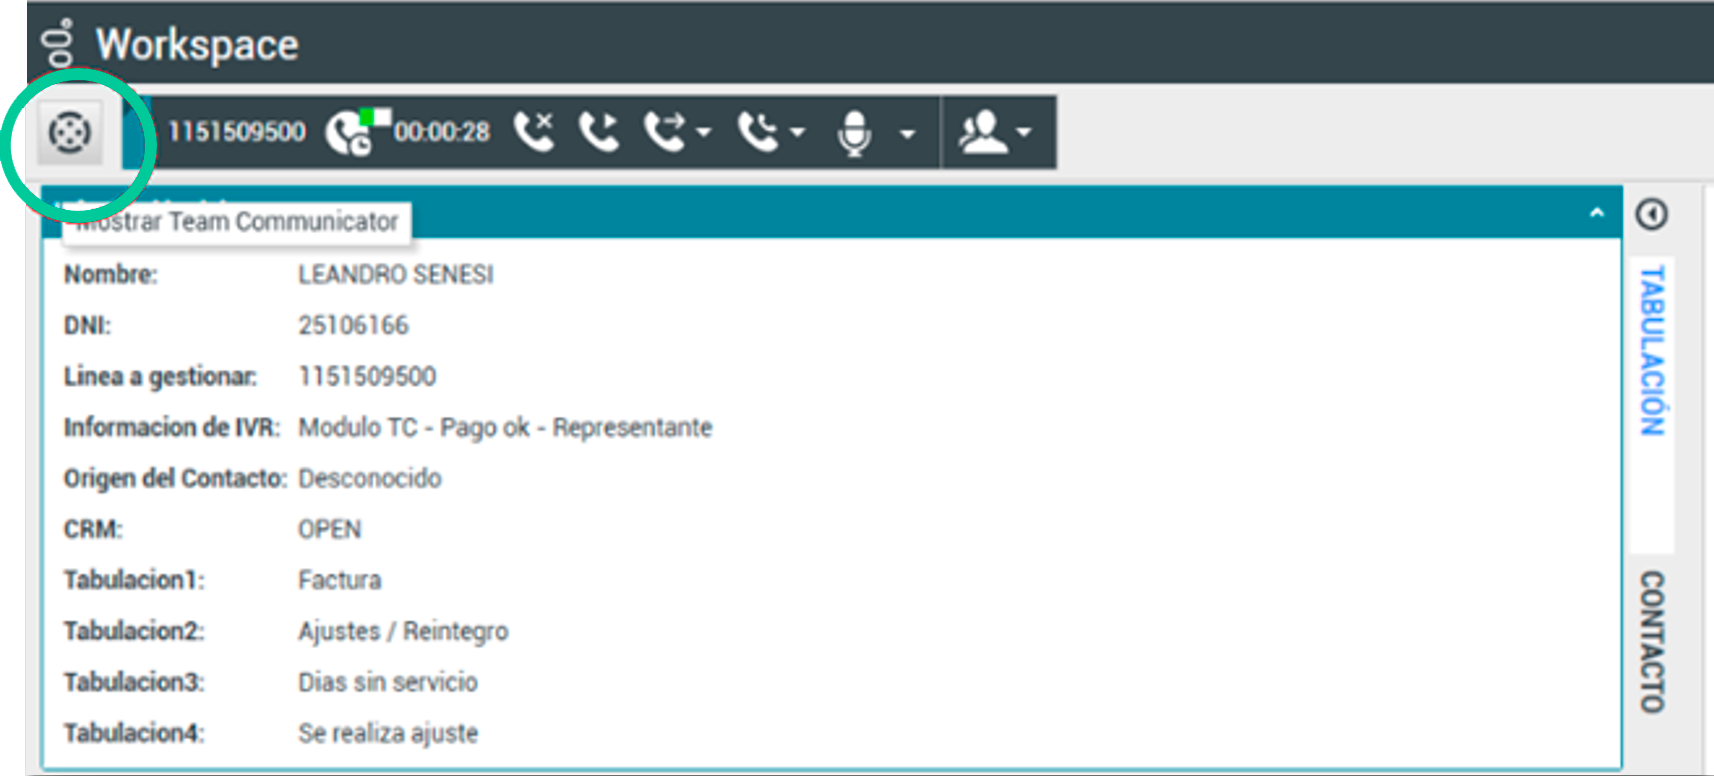 Workspace
1151509500 00:00:28
Mostrar Team Communicator
Nombre: LEANDRO SENESI
DNI: 25106166
Linea a gestionar: 1151509500
Informacion de IVR: Modulo TC - Pago ok - Representante
Origen del Contacto: Desconocido
CRM: OPEN
Tabulacion1: Factura
Tabulacion2: Ajustes / Reintegro
Tabulacion3: Dias sin servicio
Tabulacion4: Se realiza ajuste
TABULACIÓN
CONTACTO